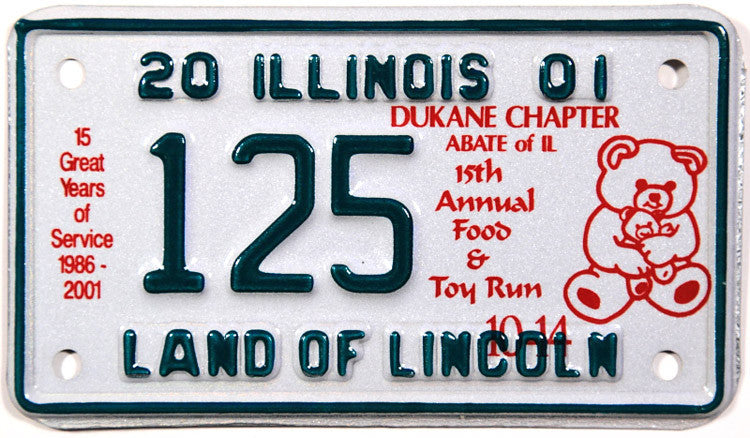 20 ILLINOIS 01
15
Great
Years
of
Service
1986 -
2001
125
DUKANE CHAPTER
ABATE of IL
15th
Annual
Food
&
Toy Run
10-14
LAND OF LINCOLN